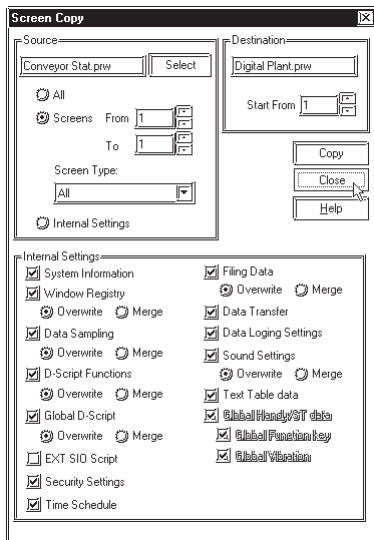 Screen Copy
Source
Conveyor Stat.prw Select
All
Screens From 1
To 1
Screen Type:
All
Internal Settings
Destination
Digital Plant.prw
Start From 1
Copy
Close
Help
Internal Settings
System Information
Window Registry
Overwrite Merge
Data Sampling
Overwrite Merge
D-Script Functions
Overwrite Merge
Global D-Script
Overwrite Merge
EXT SIO Script
Security Settings
Time Schedule
Filing Data
Overwrite Merge
Data Transfer
Data Loging Settings
Sound Settings
Overwrite Merge
Text Table data
Global Handy/ST data
Global Function key
Global Vibration